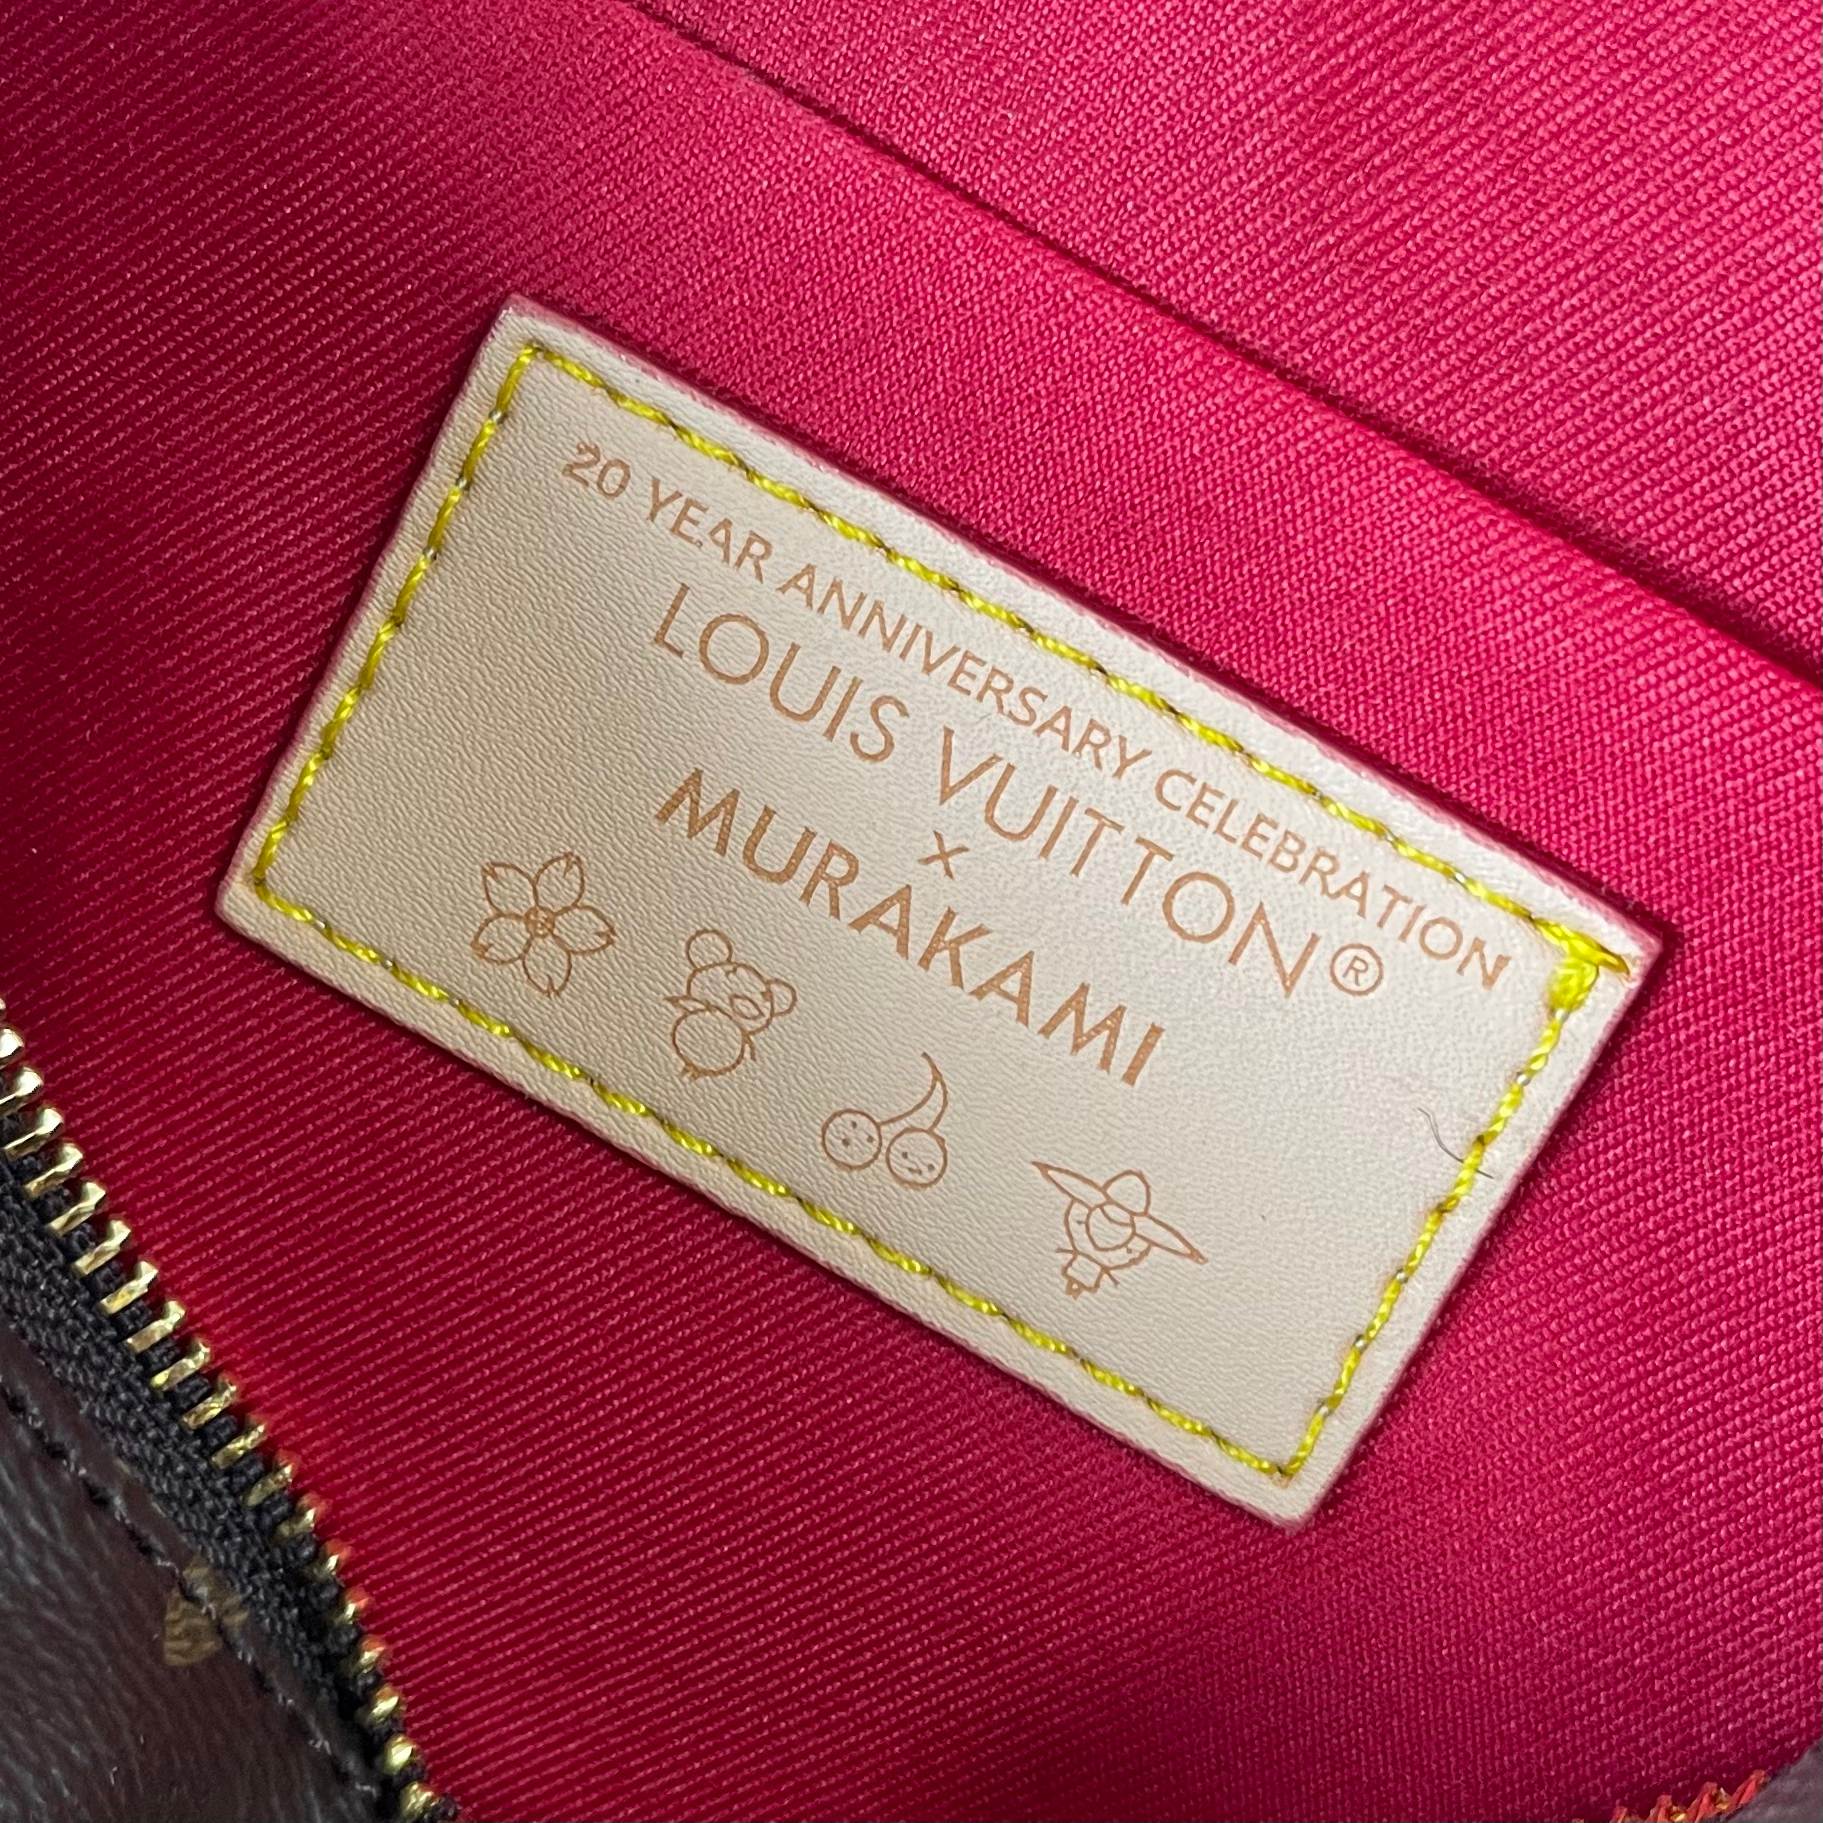 20 YEAR ANNIVERSARY CELEBRATION
LOUIS VUITTON®
×
MURAKAMI